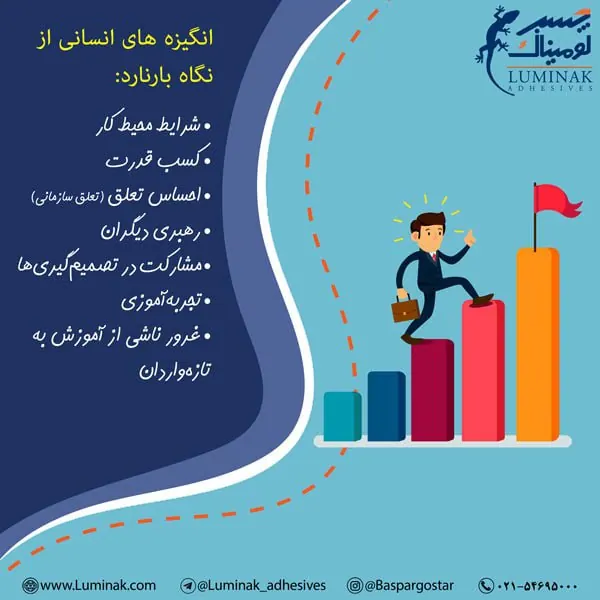 چسب
لومیناک
LUMINAK
ADHESIVES
انگیزه های انسانی از
نگاه بارنارد:
• شرایط محیط کار
• کسب قدرت
• احساس تعلق (تعلق سازمانی)
• رهبری دیگران
• مشارکت در تصمیم‌گیری‌ها
• تجربه‌آموزی
• غرور ناشی از آموزش به
تازه‌واردان
www.Luminak.com @Luminak_adhesives @Baspargostar ۰۲۱-۵۴۶۹۵۰۰۰